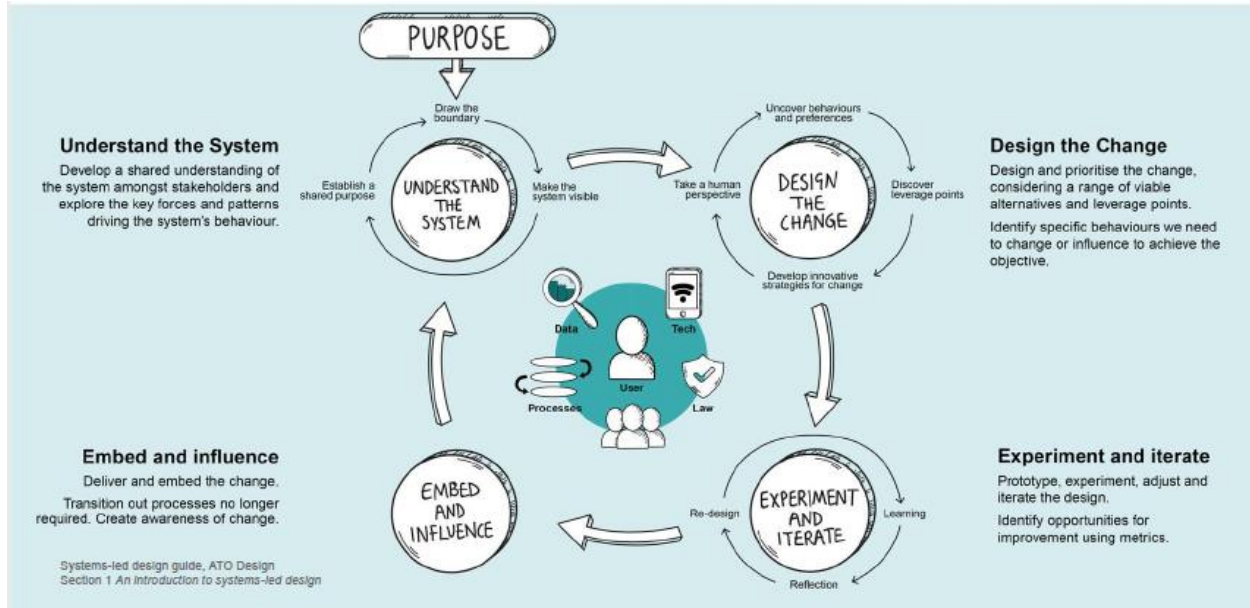 PURPOSE
Understand the System
Develop a shared understanding of
the system amongst stakeholders and
explore the key forces and patterns
driving the system's behaviour.
Draw the
boundary
Establish a
shared purpose
UNDERSTAND
THE
SYSTEM
Make the
system visible
Uncover behaviours
and preferences
Take a human
perspective
DESIGN
THE
CHANGE
Discover
leverage points
Develop innovative
strategies for change
Design the Change
Design and prioritise the change,
considering a range of viable
alternatives and leverage points.
Identify specific behaviours we need
to change or influence to achieve the
objective.
Data
Tech
User
Processes
Law
Embed and influence
Deliver and embed the change.
Transition out processes no longer
required. Create awareness of change.
EMBED
AND
INFLUENCE
Re-design
EXPERIMENT
AND
ITERATE
Learning
Reflection
Experiment and iterate
Prototype, experiment, adjust and
iterate the design.
Identify opportunities for
improvement using metrics.
Systems-led design guide, ATO Design
Section 1 An introduction to systems-led design